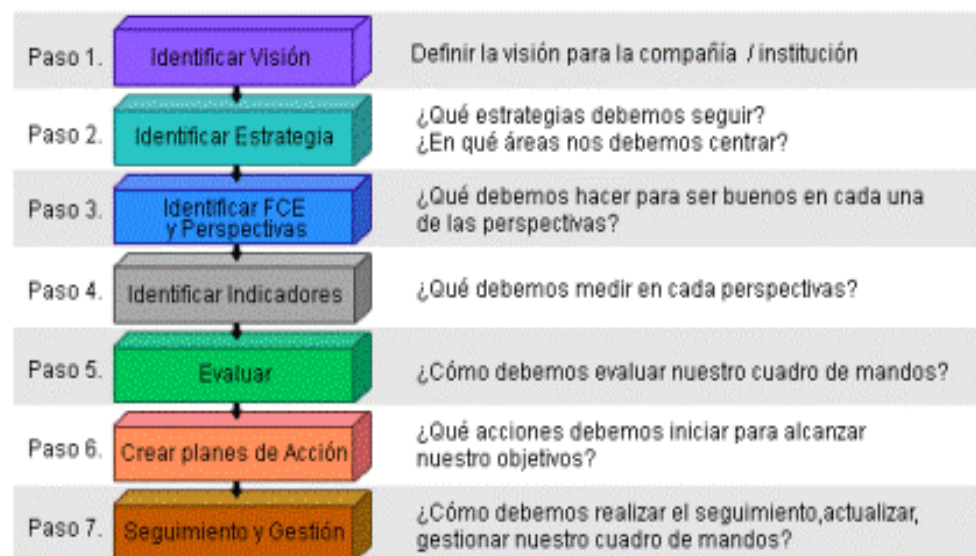 Paso 1.
Identificar Visión
Definir la visión para la compañía / institución
Paso 2.
Identificar Estrategia
¿Qué estrategias debemos seguir?
¿En qué áreas nos debemos centrar?
Paso 3.
Identificar FCE
y Perspectivas
¿Qué debemos hacer para ser buenos en cada una
de las perspectivas?
Paso 4.
Identificar Indicadores
¿Qué debemos medir en cada perspectivas?
Paso 5.
Evaluar
¿Cómo debemos evaluar nuestro cuadro de mandos?
Paso 6.
Crear planes de Acción
¿Qué acciones debemos iniciar para alcanzar
nuestro objetivos?
Paso 7.
Seguimiento y Gestión
¿Cómo debemos realizar el seguimiento,actualizar,
gestionar nuestro cuadro de mandos?